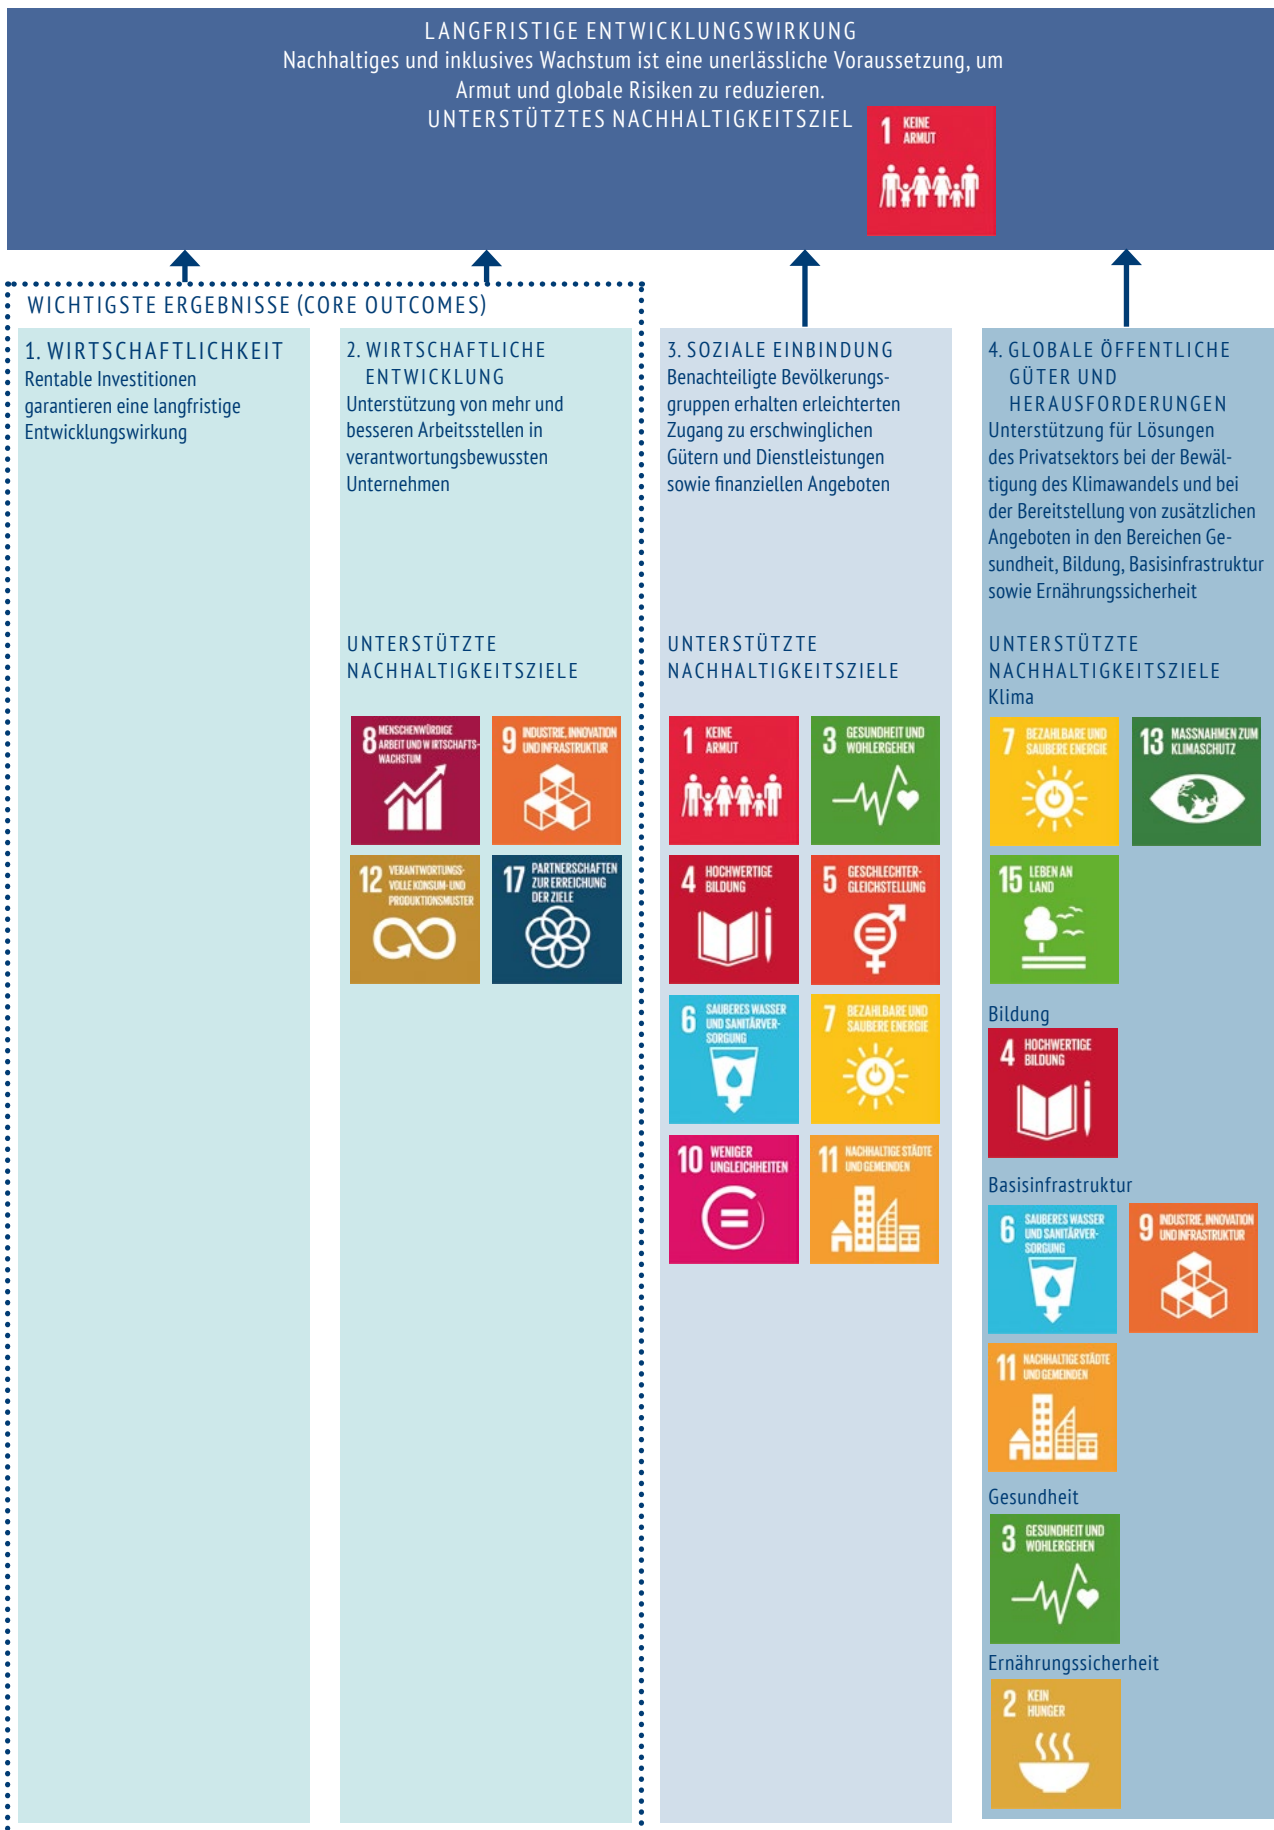 LANGFRISTIGE ENTWICKLUNGSWIRKUNG
Nachhaltiges und inklusives Wachstum ist eine unerlässliche Voraussetzung, um
Armut und globale Risiken zu reduzieren.
UNTERSTÜTZTES NACHHALTIGKEITSZIEL
1 KEINE
ARMUT
WICHTIGSTE ERGEBNISSE (CORE OUTCOMES)
1. WIRTSCHAFTLICHKEIT
Rentable Investitionen
garantieren eine langfristige
Entwicklungswirkung
2. WIRTSCHAFTLICHE
ENTWICKLUNG
Unterstützung von mehr und
besseren Arbeitsstellen in
verantwortungsbewussten
Unternehmen
UNTERSTÜTZTE
NACHHALTIGKEITSZIELE
8 MENSCHENWÜRDIGE
ARBEIT UND WIRTSCHAFTS-
WACHSTUM
9 INDUSTRIE, INNOVATION
UND INFRASTRUKTUR
12 VERANTWORTUNGS-
VOLLE KONSUM- UND
PRODUKTIONSMUSTER
17 PARTNERSCHAFTEN
ZUR ERREICHUNG
DER ZIELE
3. SOZIALE EINBINDUNG
Benachteiligte Bevölkerungs-
gruppen erhalten erleichterten
Zugang zu erschwinglichen
Gütern und Dienstleistungen
sowie finanziellen Angeboten
UNTERSTÜTZTE
NACHHALTIGKEITSZIELE
1 KEINE
ARMUT
3 GESUNDHEIT UND
WOHLERGEHEN
4 HOCHWERTIGE
BILDUNG
5 GESCHLECHTER-
GLEICHSTELLUNG
6 SAUBERES WASSER
UND SANITÄRVER-
SORGUNG
7 BEZAHLBARE UND
SAUBERE ENERGIE
10 WENIGER
UNGLEICHHEITEN
11 NACHHALTIGE STÄDTE
UND GEMEINDEN
4. GLOBALE ÖFFENTLICHE
GÜTER UND
HERAUSFORDERUNGEN
Unterstützung für Lösungen
des Privatsektors bei der Bewäl-
tigung des Klimawandels und bei
der Bereitstellung von zusätzlichen
Angeboten in den Bereichen Ge-
sundheit, Bildung, Basisinfrastruktur
sowie Ernährungssicherheit
UNTERSTÜTZTE
NACHHALTIGKEITSZIELE
Klima
7 BEZAHLBARE UND
SAUBERE ENERGIE
13 MASSNAHMEN ZUM
KLIMASCHUTZ
15 LEBEN AN
LAND
Bildung
4 HOCHWERTIGE
BILDUNG
Basisinfrastruktur
6 SAUBERES WASSER
UND SANITÄRVER-
SORGUNG
9 INDUSTRIE, INNOVATION
UND INFRASTRUKTUR
11 NACHHALTIGE STÄDTE
UND GEMEINDEN
Gesundheit
3 GESUNDHEIT UND
WOHLERGEHEN
Ernährungssicherheit
2 KEIN
HUNGER